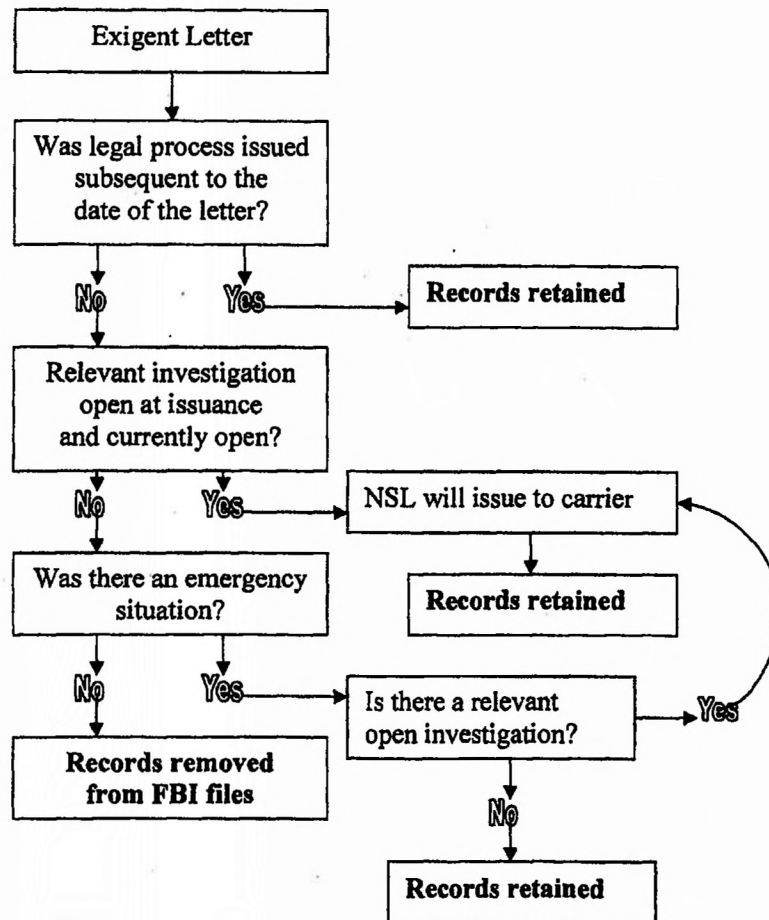 Exigent Letter
Was legal process issued
subsequent to the
date of the letter?
No
Yes
Records retained
Relevant investigation
open at issuance
and currently open?
No
Yes
NSL will issue to carrier
Records retained
Was there an emergency
situation?
No
Yes
Is there a relevant
open investigation?
Yes
Records removed
from FBI files
No
Records retained